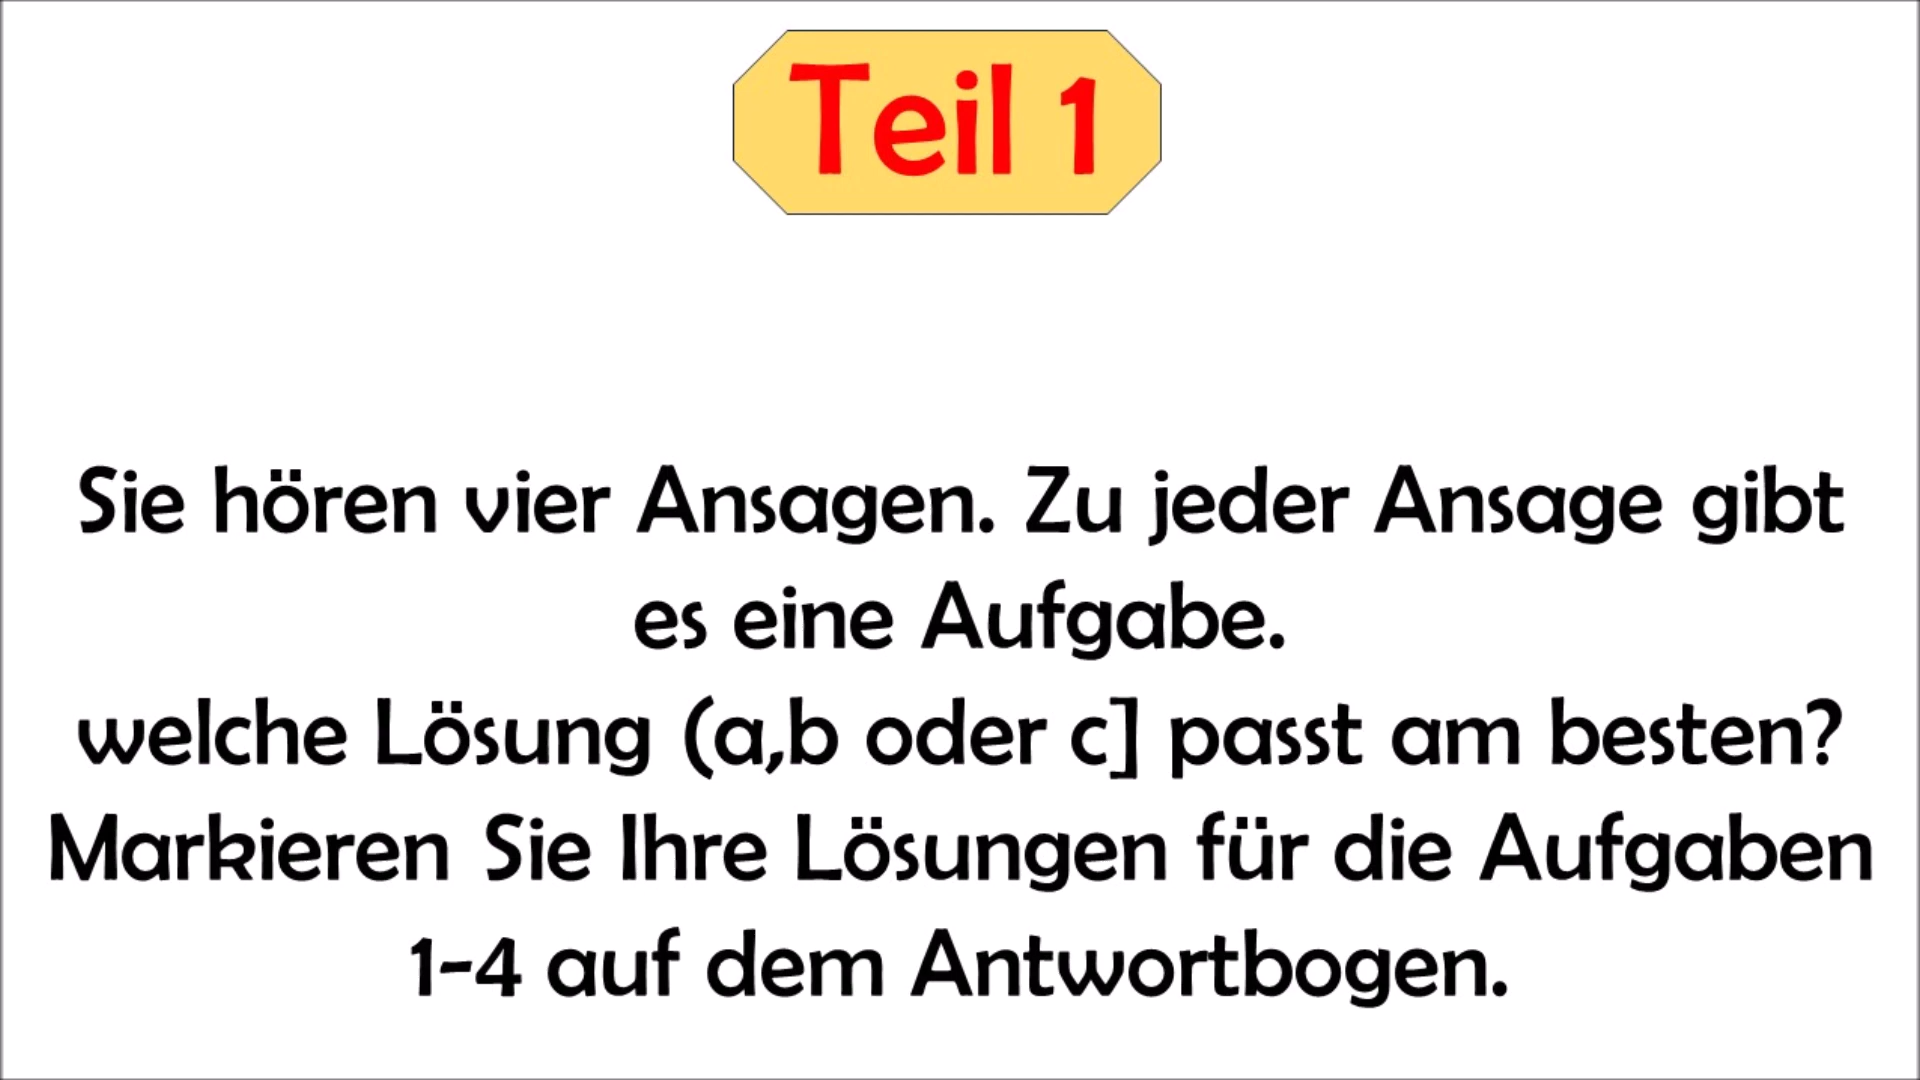 Teil 1
Sie hören vier Ansagen. Zu jeder Ansage gibt
es eine Aufgabe.
welche Lösung (a,b oder c] passt am besten?
Markieren Sie Ihre Lösungen für die Aufgaben
1-4 auf dem Antwortbogen.